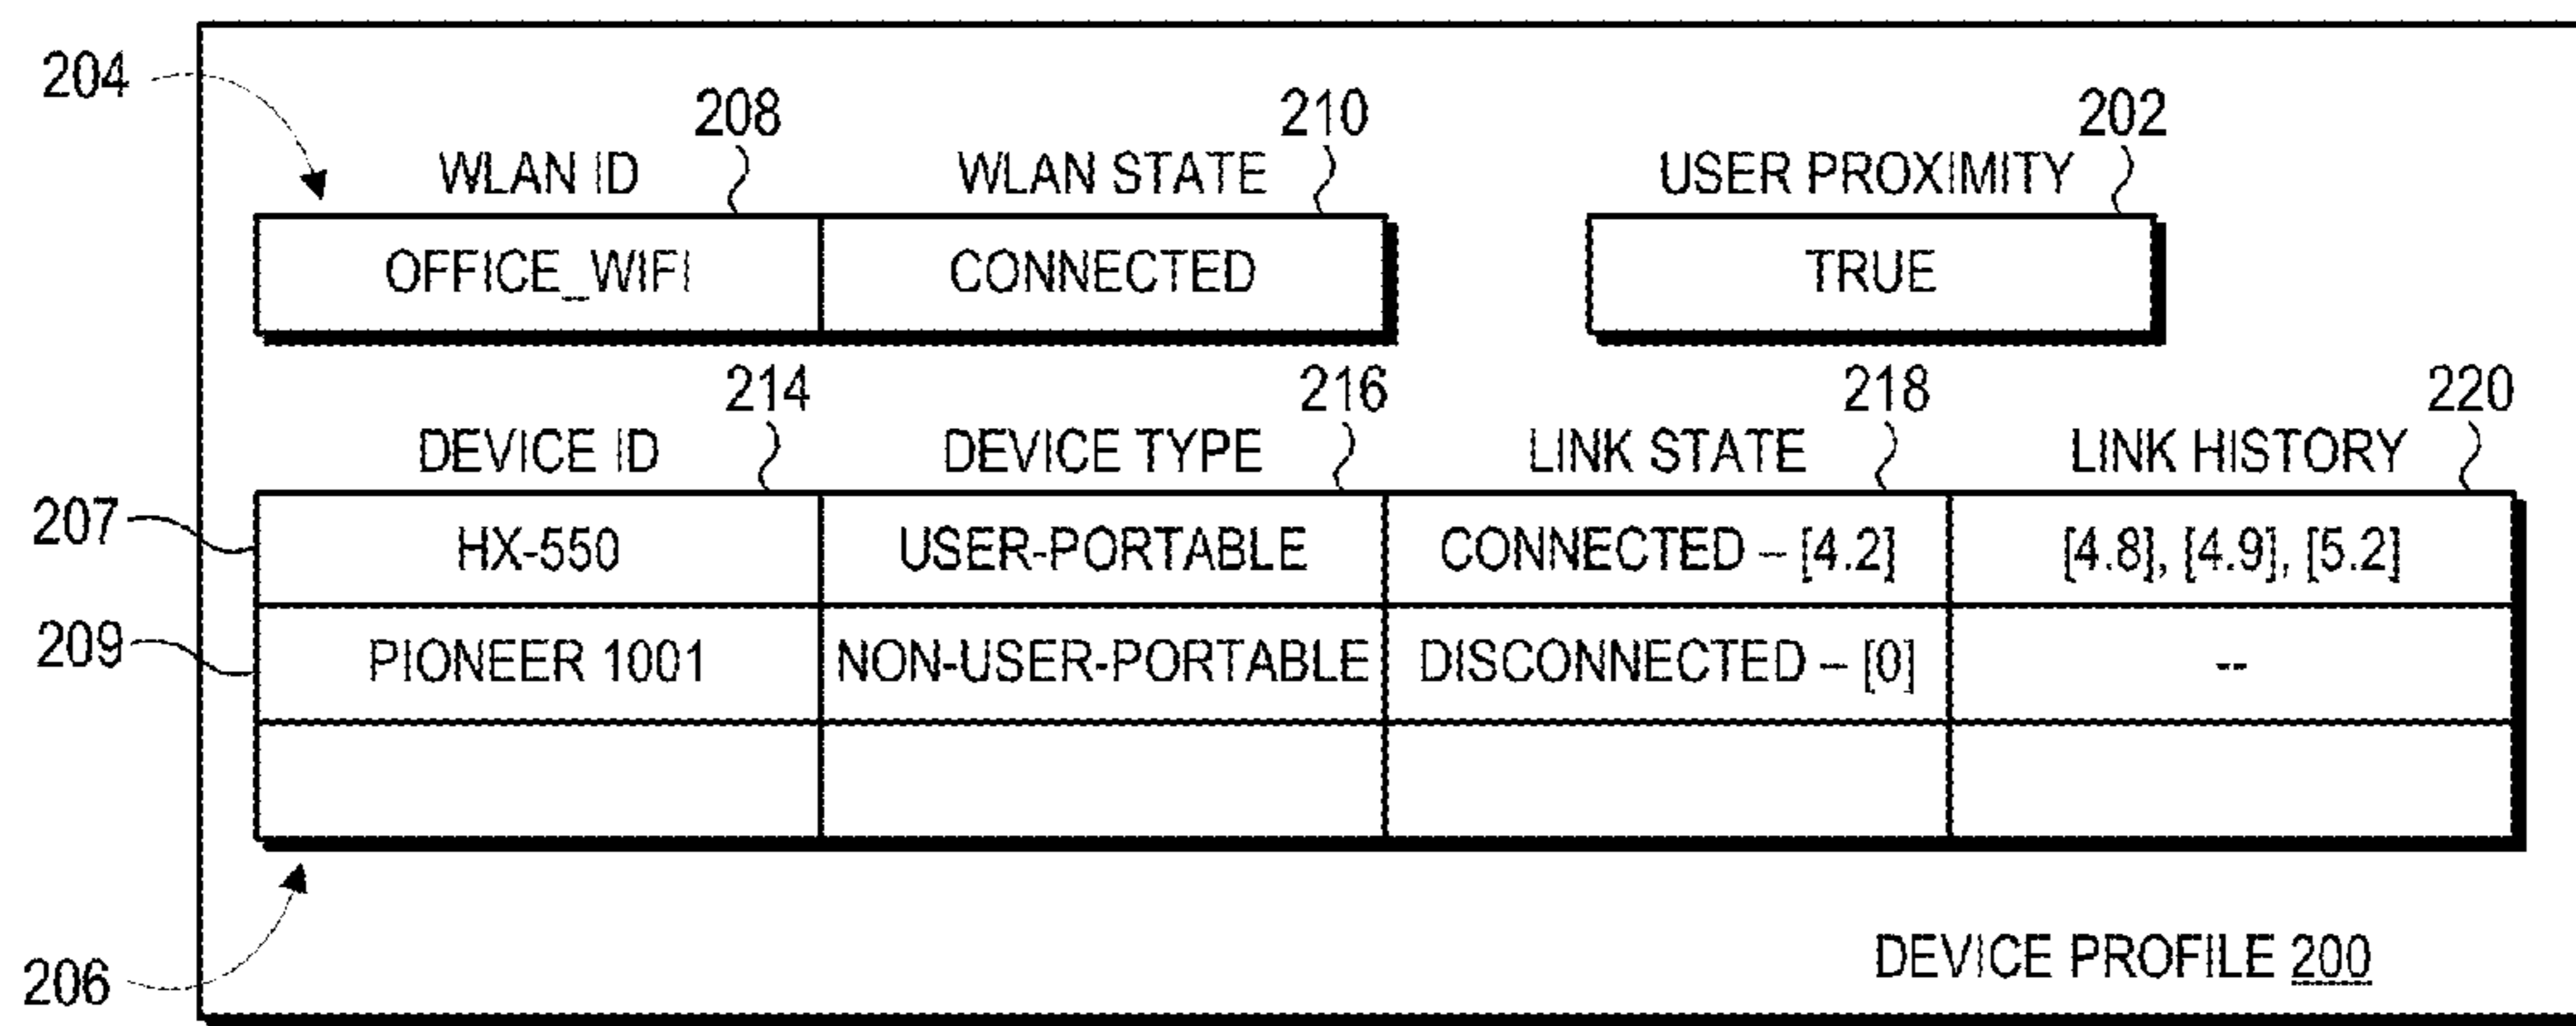 204
208 210 202
WLAN ID WLAN STATE USER PROXIMITY
OFFICE_WIFI CONNECTED TRUE
214 216 218 220
DEVICE ID DEVICE TYPE LINK STATE LINK HISTORY
207 HX-550 USER-PORTABLE CONNECTED – [4.2] [4.8], [4.9], [5.2]
209 PIONEER 1001 NON-USER-PORTABLE DISCONNECTED – [0] --
206
DEVICE PROFILE 200